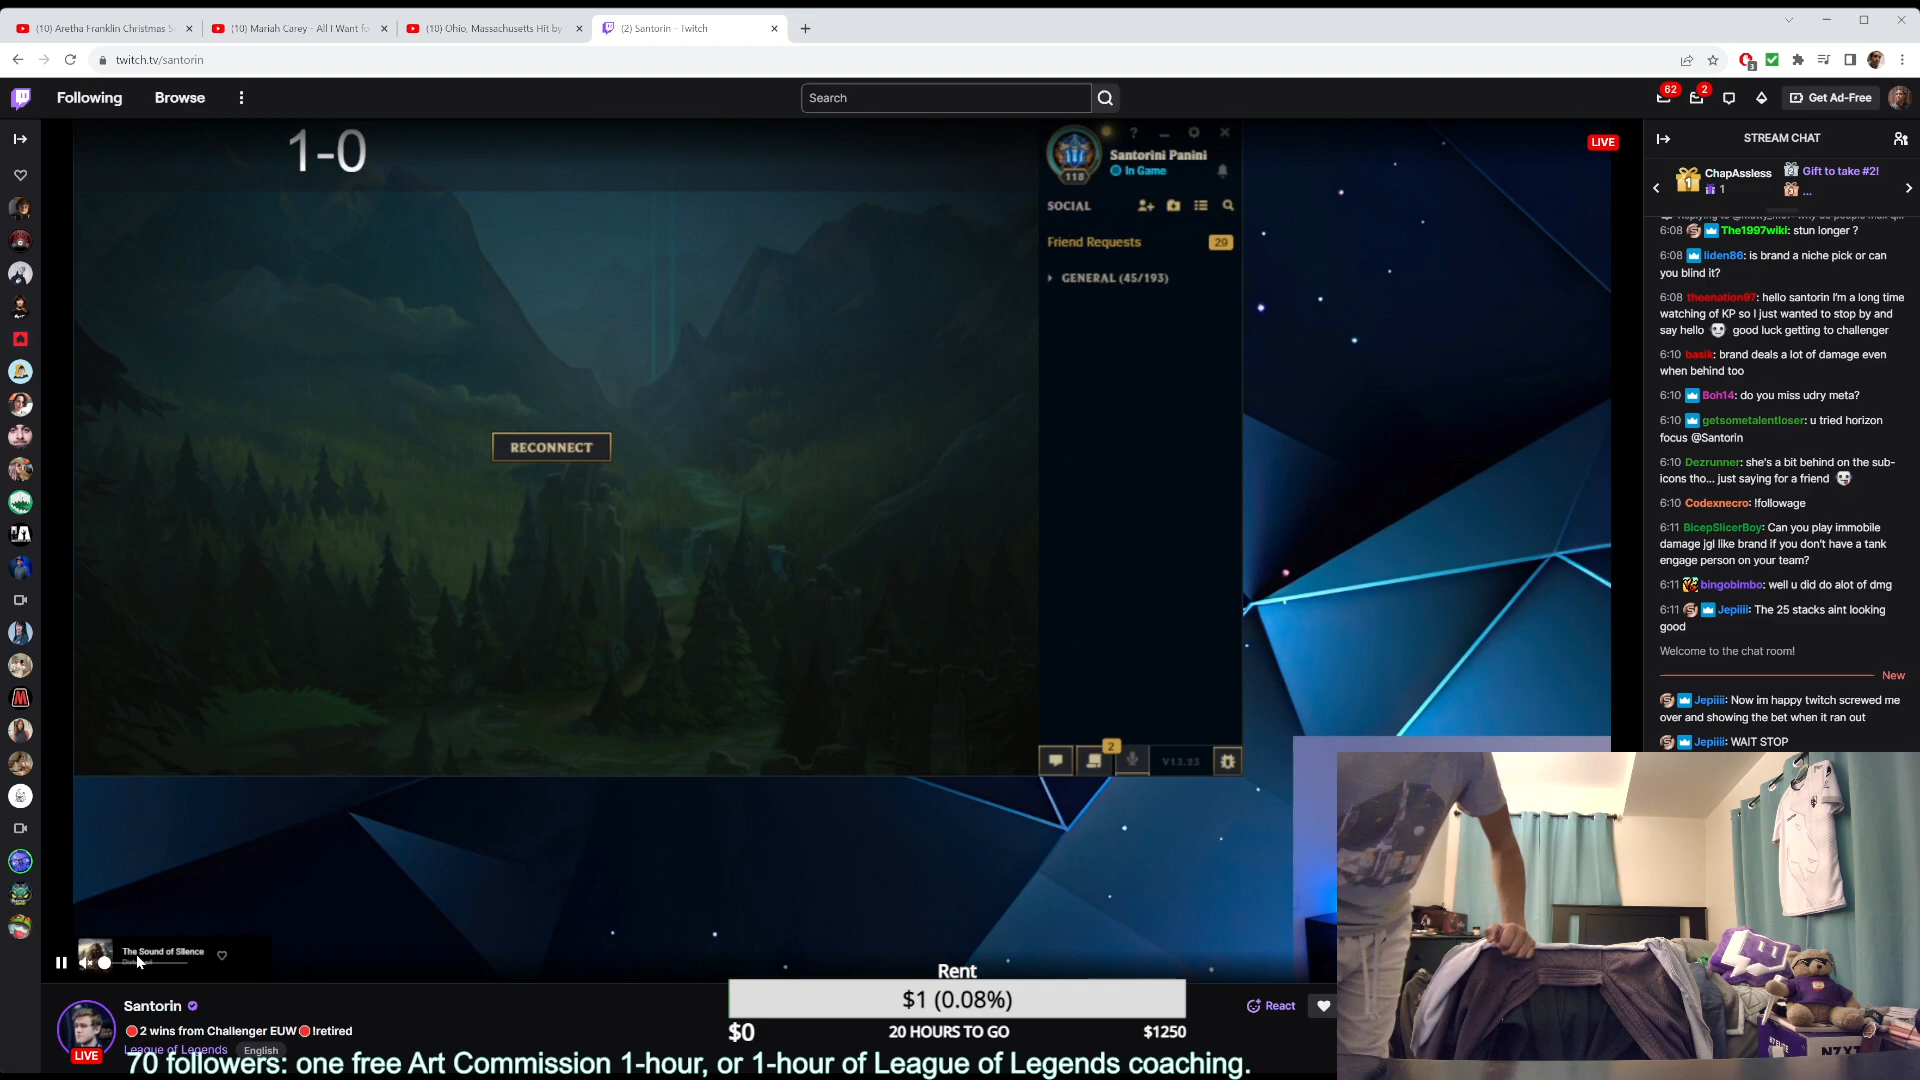 (10) Aretha Franklin Christmas S
(10) Mariah Carey - All I Want fo
(10) Ohio, Massachusetts Hit by
(2) Santorin - Twitch
twitch.tv/santorin
3
Following
Browse
Search
62
2
Get Ad-Free
1-0
LIVE
Santorini Panini
118
In Game
SOCIAL
Friend Requests
29
GENERAL (45/193)
RECONNECT
2
V13.23
STREAM CHAT
ChapAssless
1
1
Gift to take #2!
...
6:08 The1997wiki: stun longer ?
6:08 liden86: is brand a niche pick or can
you blind it?
6:08 theenation97: hello santorin I'm a long time
watching of KP so I just wanted to stop by and
say hello good luck getting to challenger
6:10 basik: brand deals a lot of damage even
when behind too
6:10 Boh14: do you miss udry meta?
6:10 getsometalentloser: u tried horizon
focus @Santorin
6:10 Dezrunner: she's a bit behind on the sub-
icons tho... just saying for a friend
6:10 Codexnecro: !followage
6:11 BicepSlicerBoy: Can you play immobile
damage jgl like brand if you don't have a tank
engage person on your team?
6:11 bingobimbo: well u did do alot of dmg
6:11 Jepiiii: The 25 stacks aint looking
good
Welcome to the chat room!
New
Jepiiii: Now im happy twitch screwed me
over and showing the bet when it ran out
Jepiiii: WAIT STOP
The Sound of Silence
Santorin
2 wins from Challenger EUW !retired
League of Legends
English
LIVE
React
Rent
$1 (0.08%)
$0
20 HOURS TO GO
$1250
70 followers: one free Art Commission 1-hour, or 1-hour of League of Legends coaching.